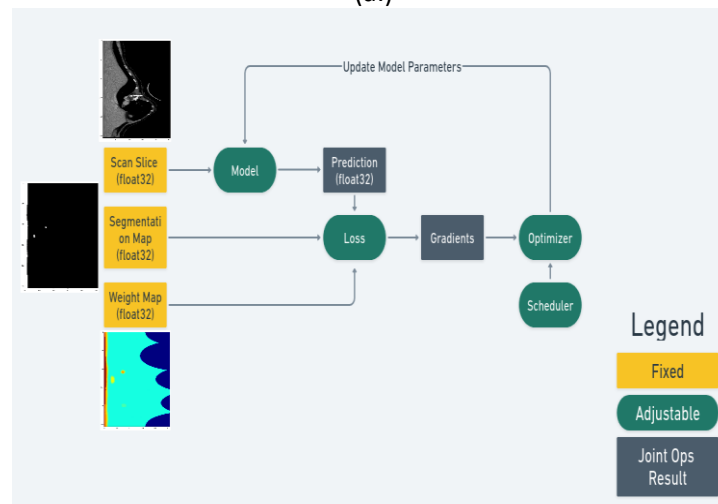 (a.)
Update Model Parameters
Scan Slice
(float32)
Model
Prediction
(float32)
Segmentati
on Map
(float32)
Loss
Gradients
Optimizer
Weight Map
(float32)
Scheduler
Legend
Fixed
Adjustable
Joint Ops
Result